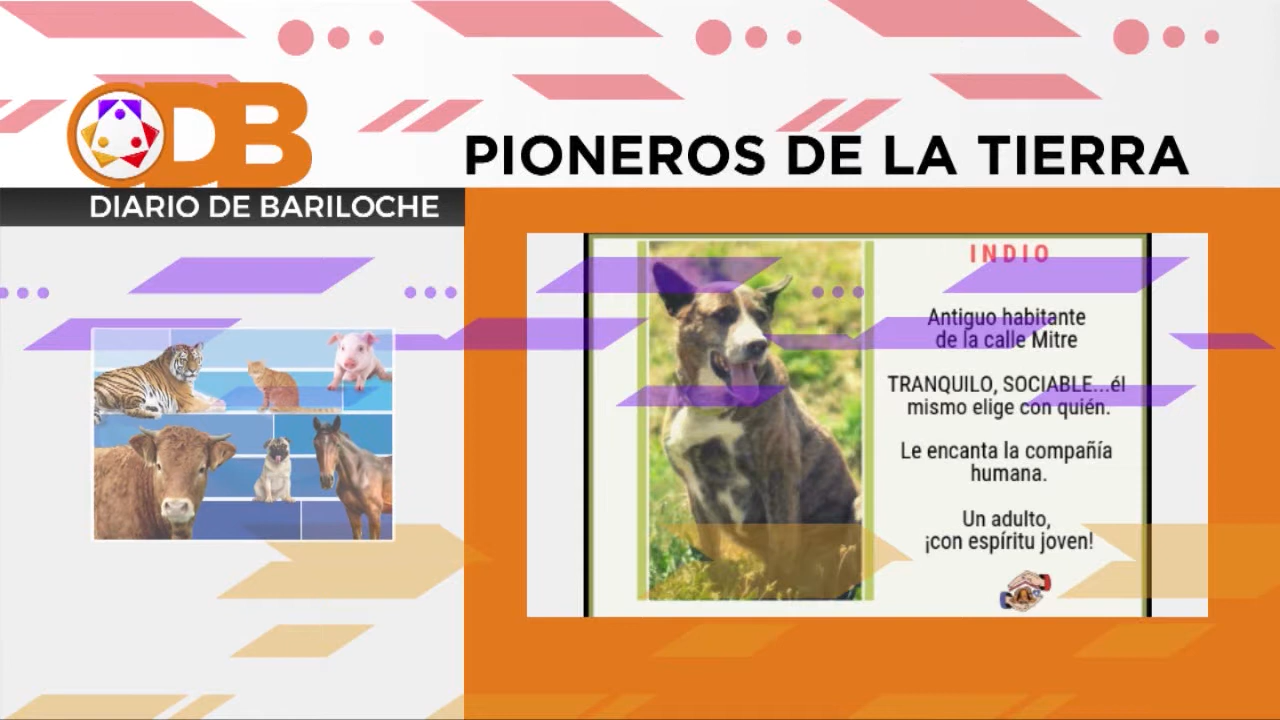 ODB
PIONEROS DE LA TIERRA
DIARIO DE BARILOCHE
INDIO
Antiguo habitante
de la calle Mitre
TRANQUILO, SOCIABLE...él
mismo elige con quién.
Le encanta la compañía
humana.
Un adulto,
¡con espíritu joven!